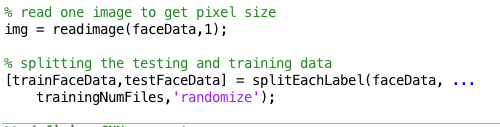 % read one image to get pixel size
img = readimage(faceData,1);
% splitting the testing and training data
[trainFaceData,testFaceData] = splitEachLabel(faceData, ...
trainingNumFiles,'randomize');